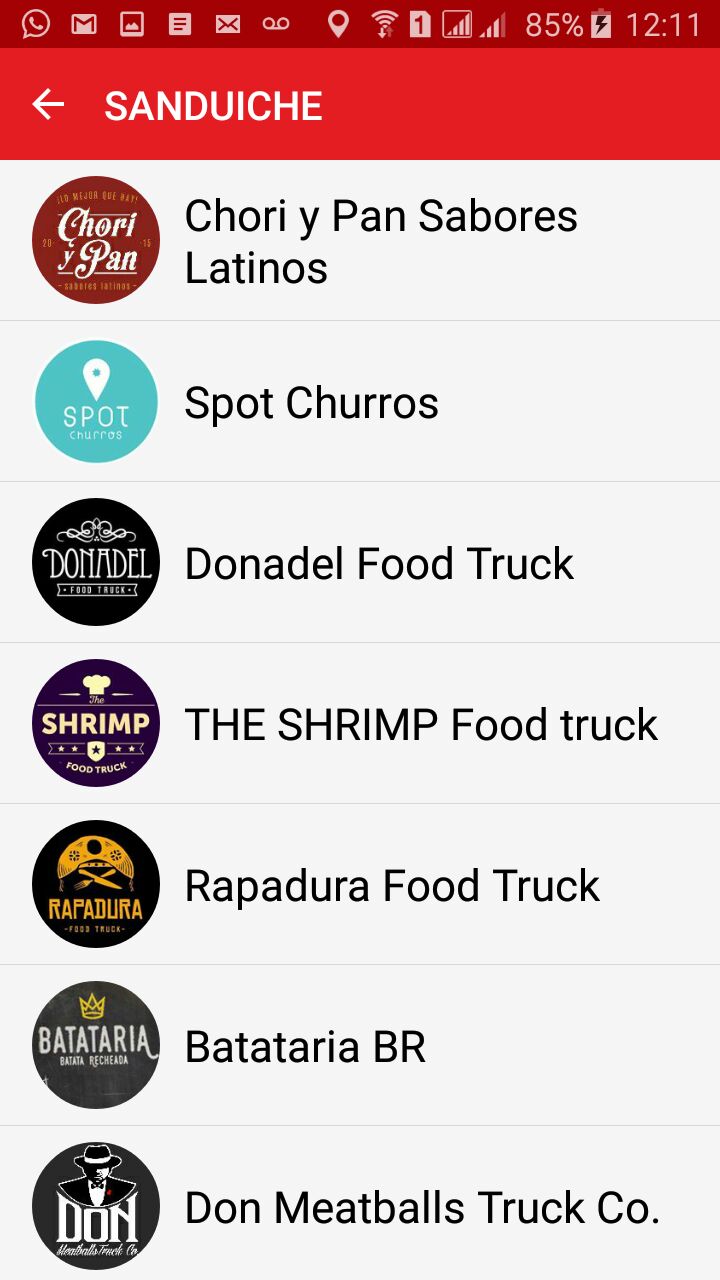 1 85% 12:11
SANDUICHE
¡LO MEJOR QUE HAY!
Chori
20 15
y Pan
- sabores latinos -
Chori y Pan Sabores
Latinos
SPOT
churros
Spot Churros
DONADEL
• FOOD TRUCK •
Donadel Food Truck
The
SHRIMP
FOOD TRUCK
THE SHRIMP Food truck
RAPADURA
-FOOD TRUCK-
Rapadura Food Truck
BATATARIA
BATATA RECHEADA
Batataria BR
DON
Meatballs Truck Co.
Don Meatballs Truck Co.